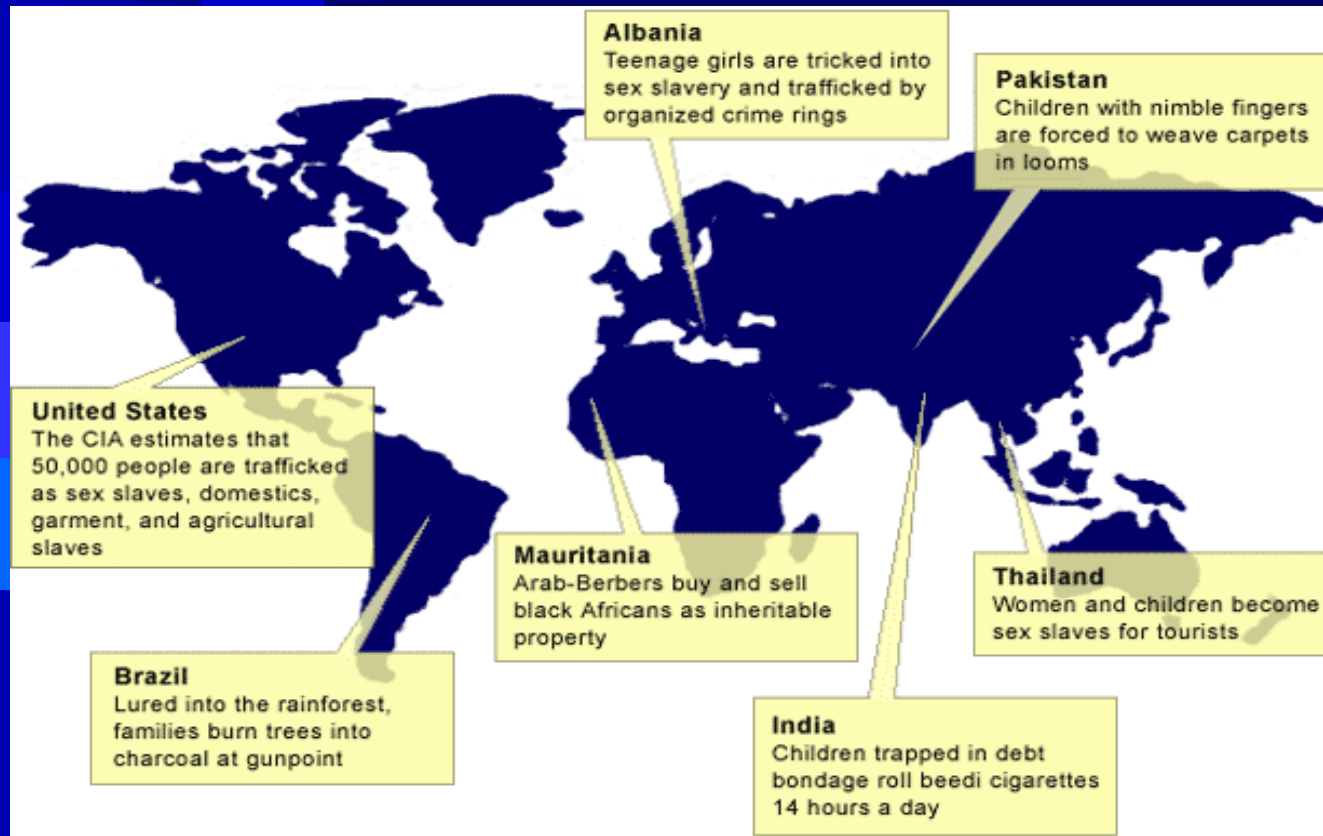 Albania
Teenage girls are tricked into
sex slavery and trafficked by
organized crime rings
Pakistan
Children with nimble fingers
are forced to weave carpets
in looms
United States
The CIA estimates that
50,000 people are trafficked
as sex slaves, domestics,
garment, and agricultural
slaves
Mauritania
Arab-Berbers buy and sell
black Africans as inheritable
property
Thailand
Women and children become
sex slaves for tourists
Brazil
Lured into the rainforest,
families burn trees into
charcoal at gunpoint
India
Children trapped in debt
bondage roll beedi cigarettes
14 hours a day